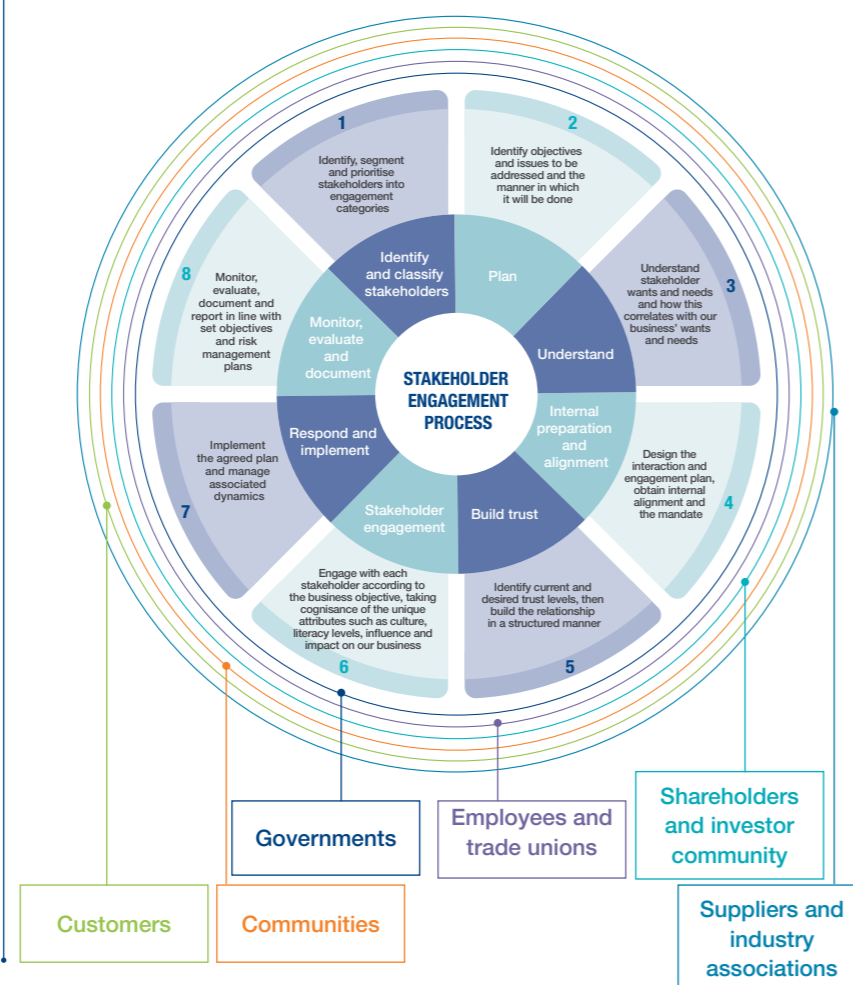 1
Identify, segment
and prioritise
stakeholders into
engagement
categories
2
Identify objectives
and issues to be
addressed and the
manner in which
it will be done
3
Understand
stakeholder
wants and needs
and how this
correlates with our
business' wants
and needs
4
Design the
interaction and
engagement plan,
obtain internal
alignment and
the mandate
5
Identify current and
desired trust levels, then
build the relationship
in a structured manner
6
Engage with each
stakeholder according to
the business objective, taking
cognisance of the unique
attributes such as culture,
literacy levels, influence and
impact on our business
7
Implement
the agreed plan
and manage
associated
dynamics
8
Monitor,
evaluate,
document and
report in line with
set objectives
and risk
management
plans
Identify
and classify
stakeholders
Plan
Understand
Internal
preparation
and
alignment
Build trust
Stakeholder
engagement
Respond and
implement
Monitor,
evaluate
and
document
STAKEHOLDER
ENGAGEMENT
PROCESS
Governments
Employees and
trade unions
Shareholders
and investor
community
Customers
Communities
Suppliers and
industry
associations